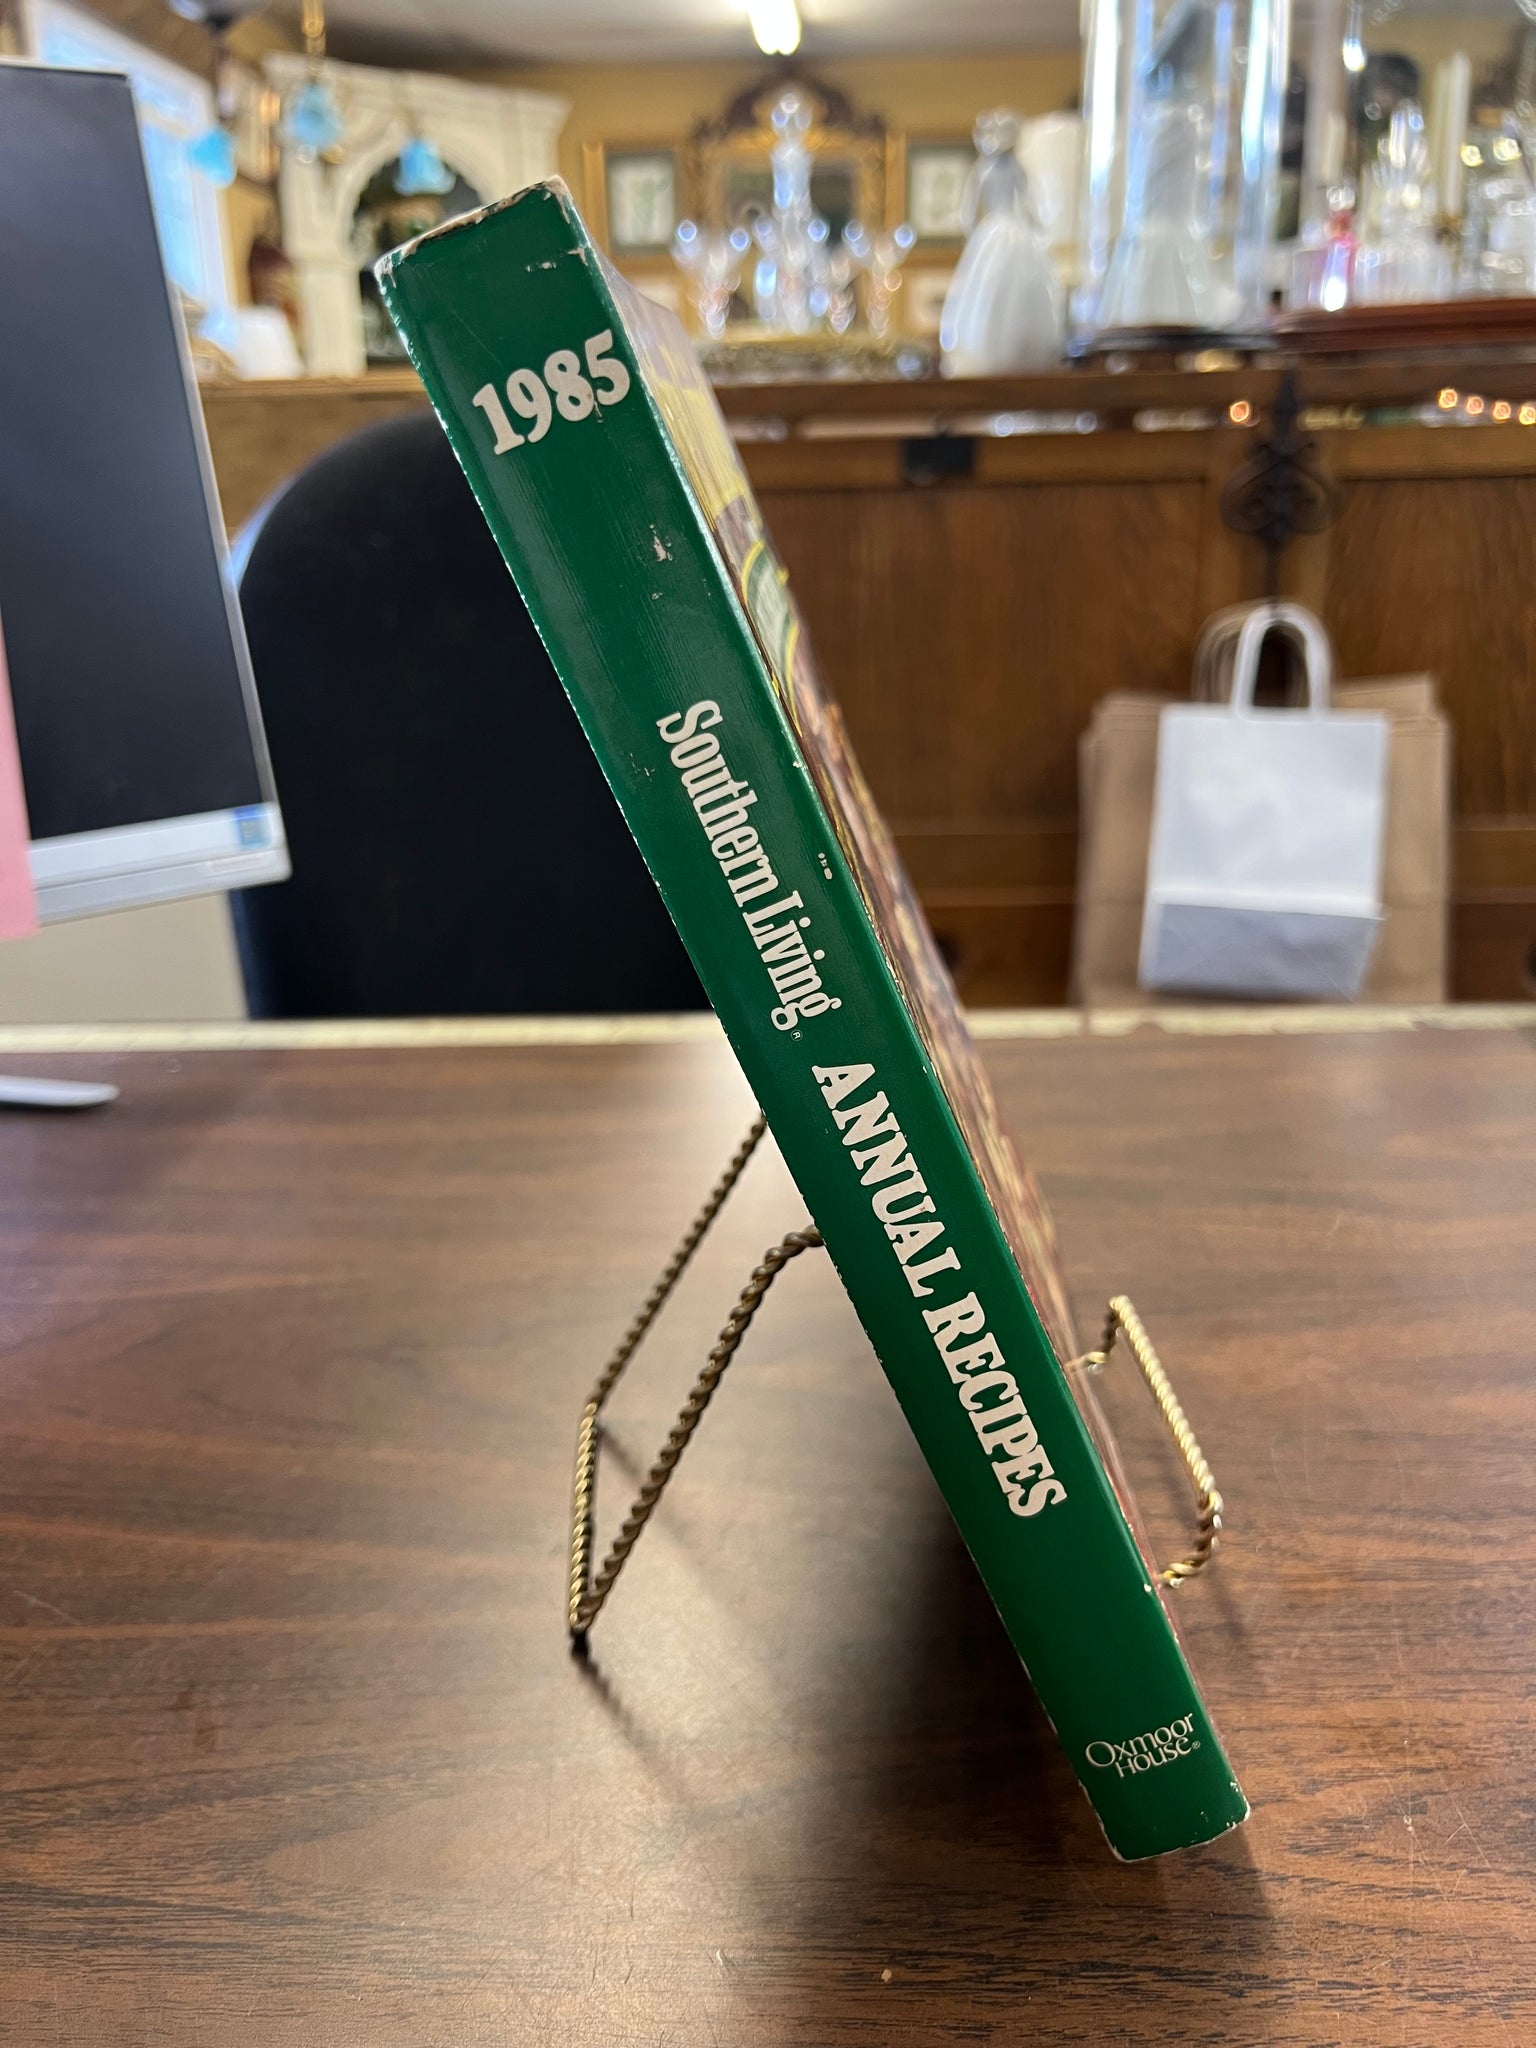 1985
Southern Living®
ANNUAL RECIPES
Oxmoor
House®